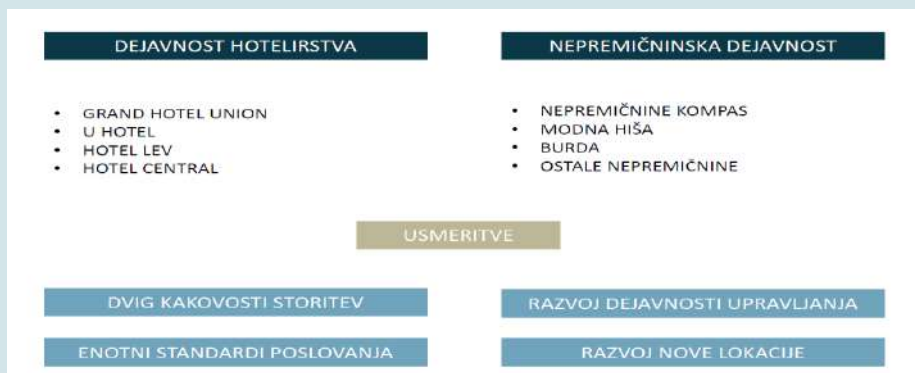 DEJAVNOST HOTELIRSTVA
• GRAND HOTEL UNION
• U HOTEL
• HOTEL LEV
• HOTEL CENTRAL
NEPREMIČNINSKA DEJAVNOST
• NEPREMIČNINE KOMPAS
• MODNA HIŠA
• BURDA
• OSTALE NEPREMIČNINE
USMERITVE
DVIG KAKOVOSTI STORITEV
ENOTNI STANDARDI POSLOVANJA
RAZVOJ DEJAVNOSTI UPRAVLJANJA
RAZVOJ NOVE LOKACIJE